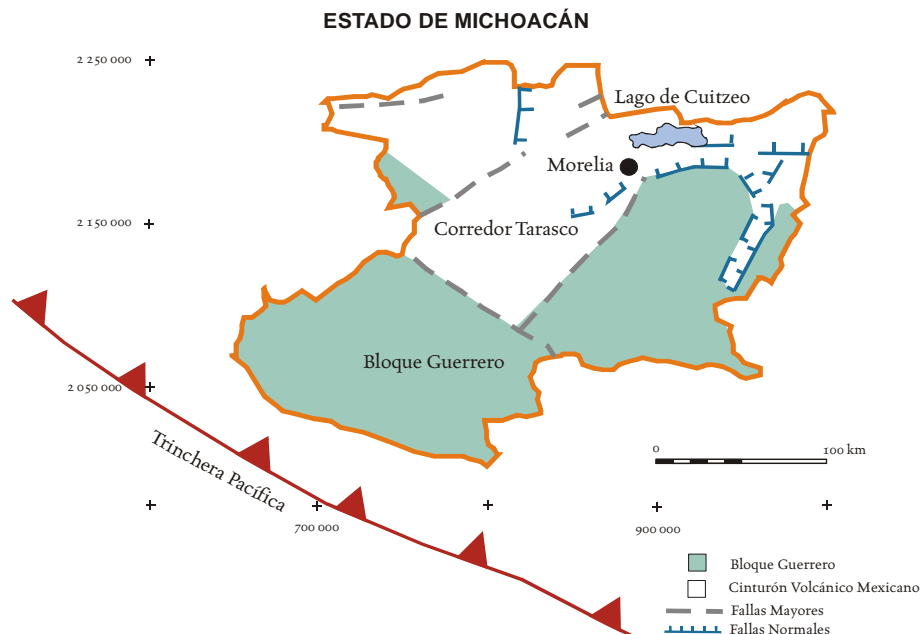 ESTADO DE MICHOACÁN
2 250 000
Lago de Cuitzeo
Morelia
2 150 000
Corredor Tarasco
Bloque Guerrero
2 050 000
Trinchera Pacífica
0
100 km
700 000
900 000
Bloque Guerrero
Cinturón Volcánico Mexicano
Fallas Mayores
Fallas Normales